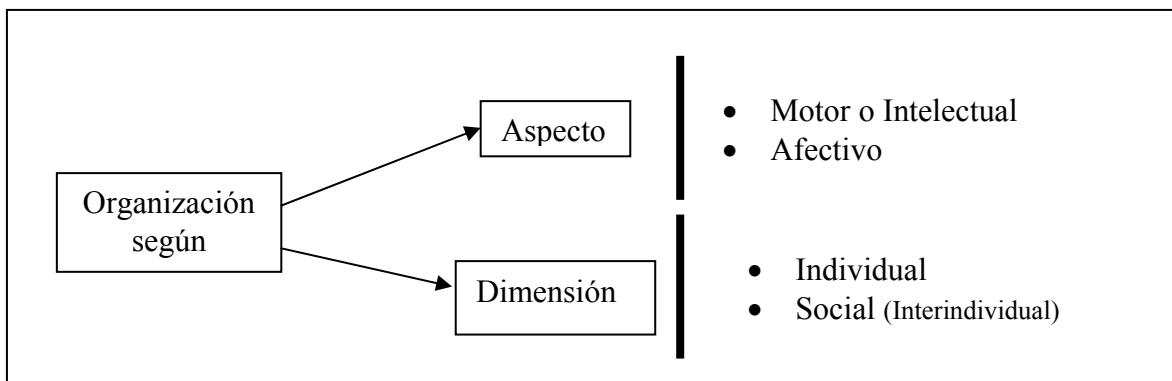 Organización
según
Aspecto
• Motor o Intelectual
• Afectivo
Dimensión
• Individual
• Social (Interindividual)